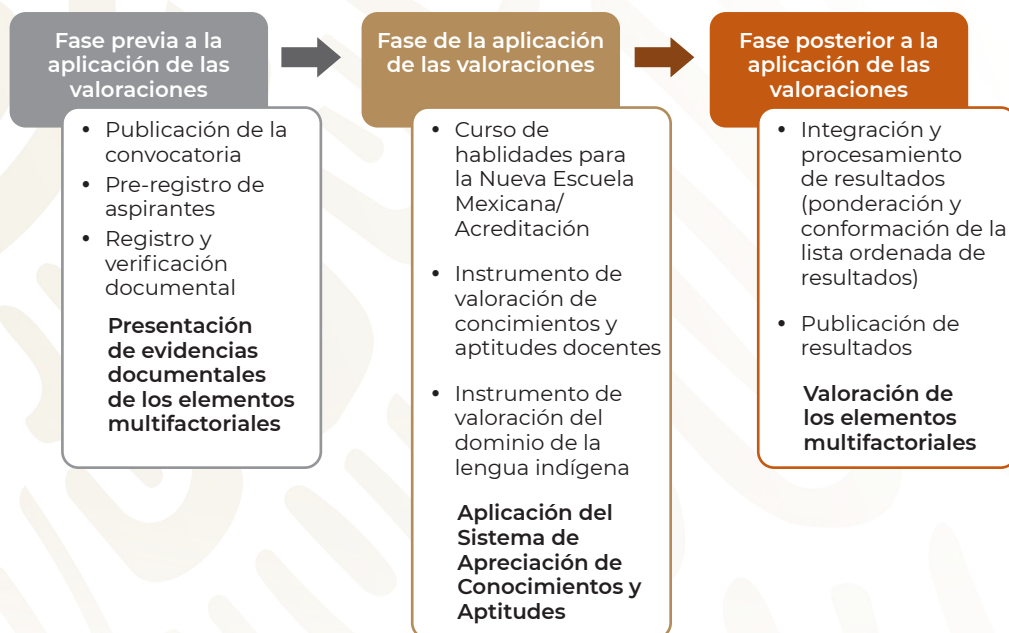 Fase previa a la
aplicación de las
valoraciones
• Publicación de la
convocatoria
• Pre-registro de
aspirantes
• Registro y
verificación
documental
Presentación
de evidencias
documentales
de los elementos
multifactoriales
Fase de la aplicación
de las valoraciones
• Curso de
hablidades para
la Nueva Escuela
Mexicana/
Acreditación
• Instrumento de
valoración de
concimientos y
aptitudes docentes
• Instrumento de
valoración del
dominio de la
lengua indígena
Aplicación del
Sistema de
Apreciación de
Conocimientos y
Aptitudes
Fase posterior a la
aplicación de las
valoraciones
• Integración y
procesamiento
de resultados
(ponderación y
conformación de la
lista ordenada de
resultados)
• Publicación de
resultados
Valoración de
los elementos
multifactoriales